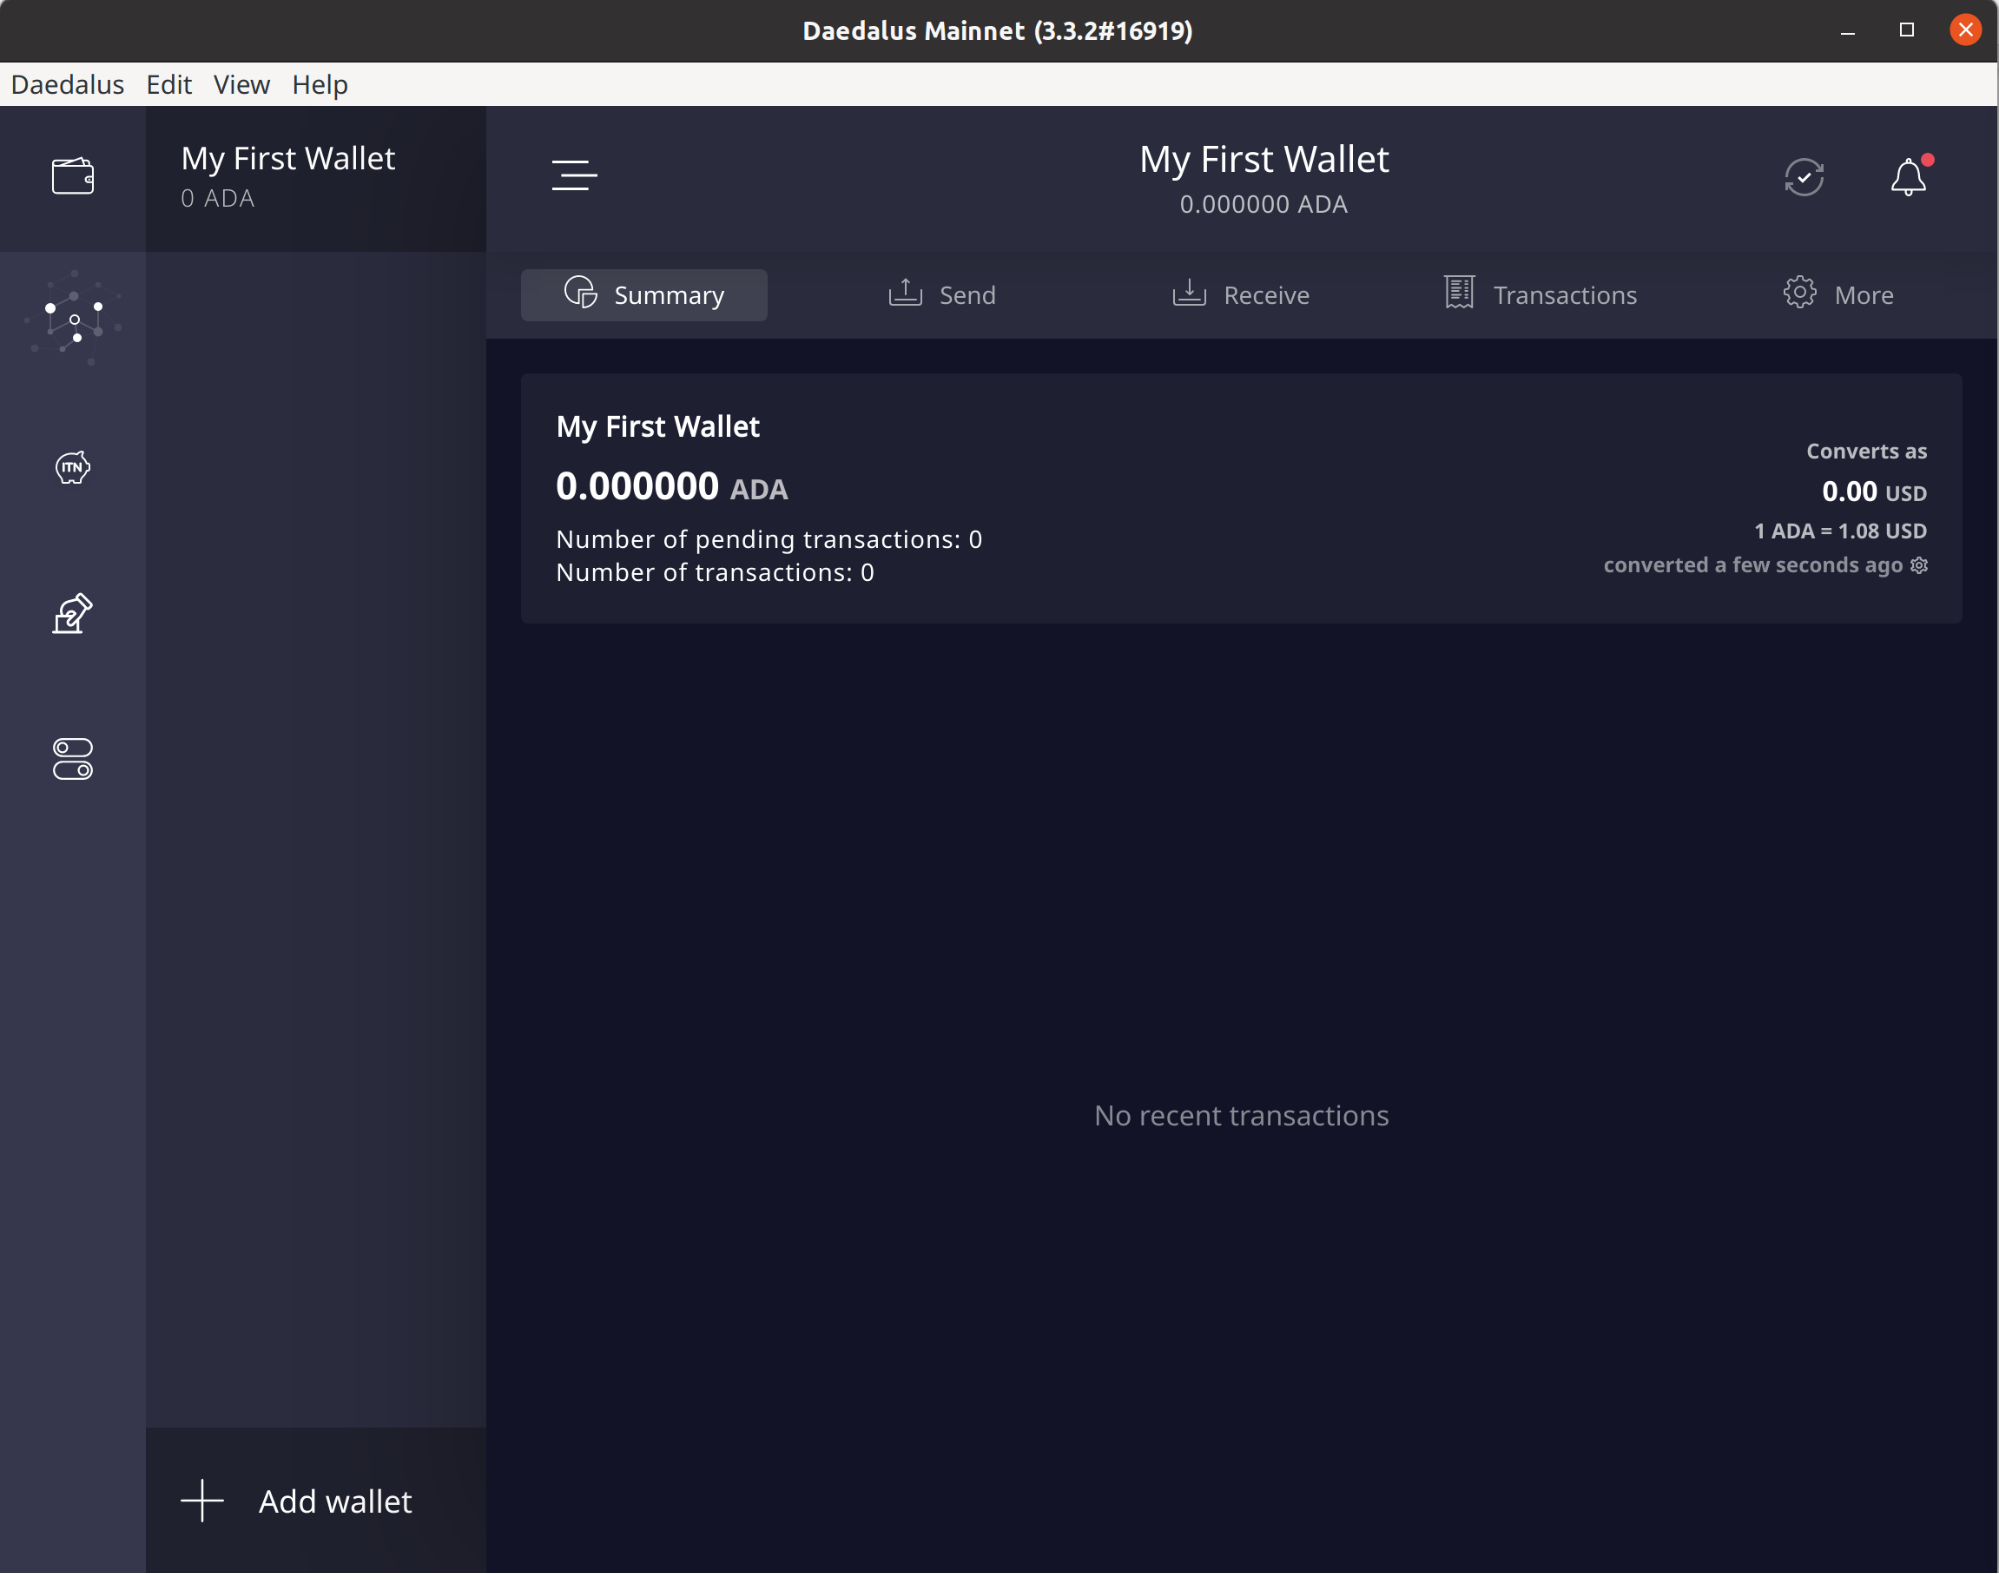 Daedalus Mainnet (3.3.2#16919)
Daedalus Edit View Help
My First Wallet
0 ADA
My First Wallet
0.000000 ADA
Summary
Send
Receive
Transactions
More
ITN
My First Wallet
0.000000 ADA
Number of pending transactions: 0
Number of transactions: 0
Converts as
0.00 USD
1 ADA = 1.08 USD
converted a few seconds ago
No recent transactions
Add wallet